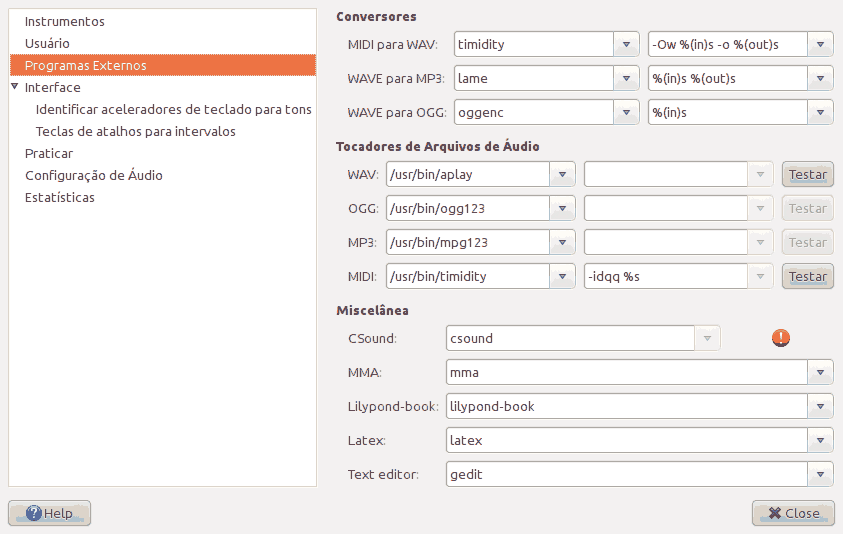 Instrumentos
Usuário
Programas Externos
Interface
Identificar aceleradores de teclado para tons
Teclas de atalhos para intervalos
Praticar
Configuração de Áudio
Estatísticas
Conversores
MIDI para WAV: timidity -Ow %(in)s -o %(out)s
WAVE para MP3: lame %(in)s %(out)s
WAVE para OGG: oggenc %(in)s
Tocadores de Arquivos de Áudio
WAV: /usr/bin/aplay Testar
OGG: /usr/bin/ogg123 Testar
MP3: /usr/bin/mpg123 Testar
MIDI: /usr/bin/timidity -idqq %s Testar
Miscelânea
CSound: csound
MMA: mma
Lilypond-book: lilypond-book
Latex: latex
Text editor: gedit
Help Close